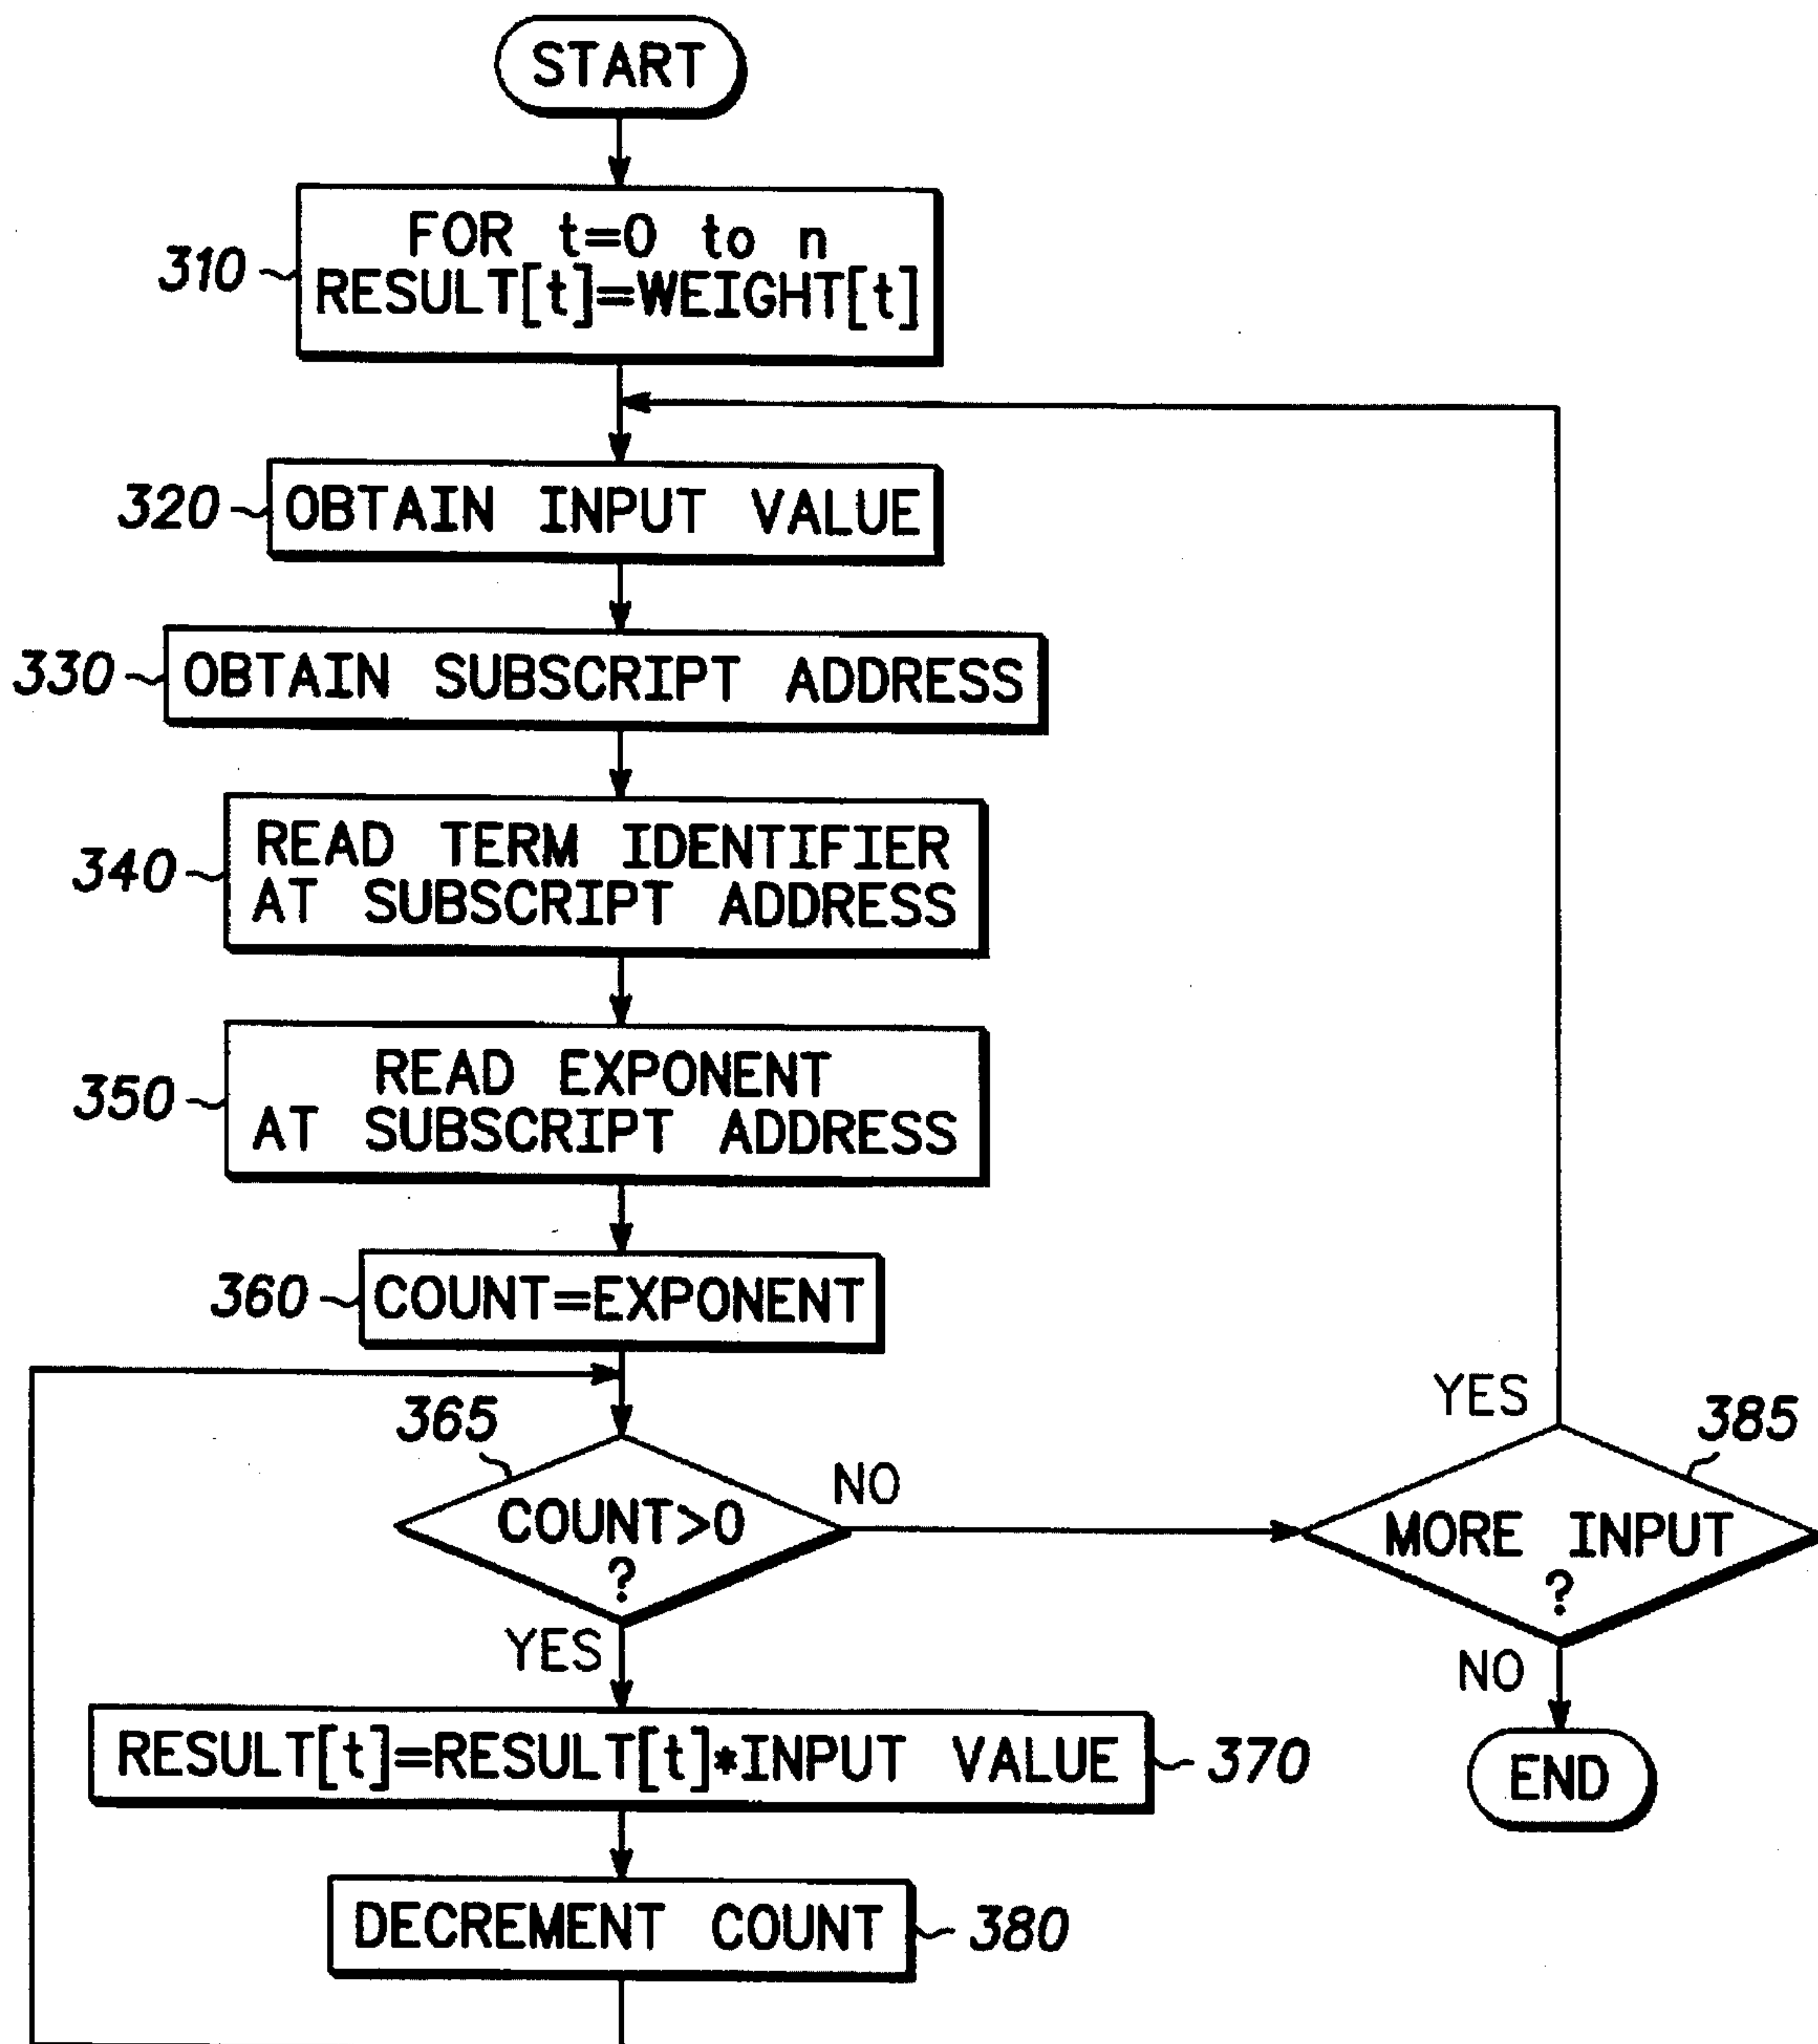 START
310
FOR t=0 to n
RESULT[t]=WEIGHT[t]
320
OBTAIN INPUT VALUE
330
OBTAIN SUBSCRIPT ADDRESS
340
READ TERM IDENTIFIER
AT SUBSCRIPT ADDRESS
350
READ EXPONENT
AT SUBSCRIPT ADDRESS
360
COUNT=EXPONENT
365
COUNT>0
?
NO
YES
YES
385
MORE INPUT
?
NO
END
RESULT[t]=RESULT[t]*INPUT VALUE
370
DECREMENT COUNT
380